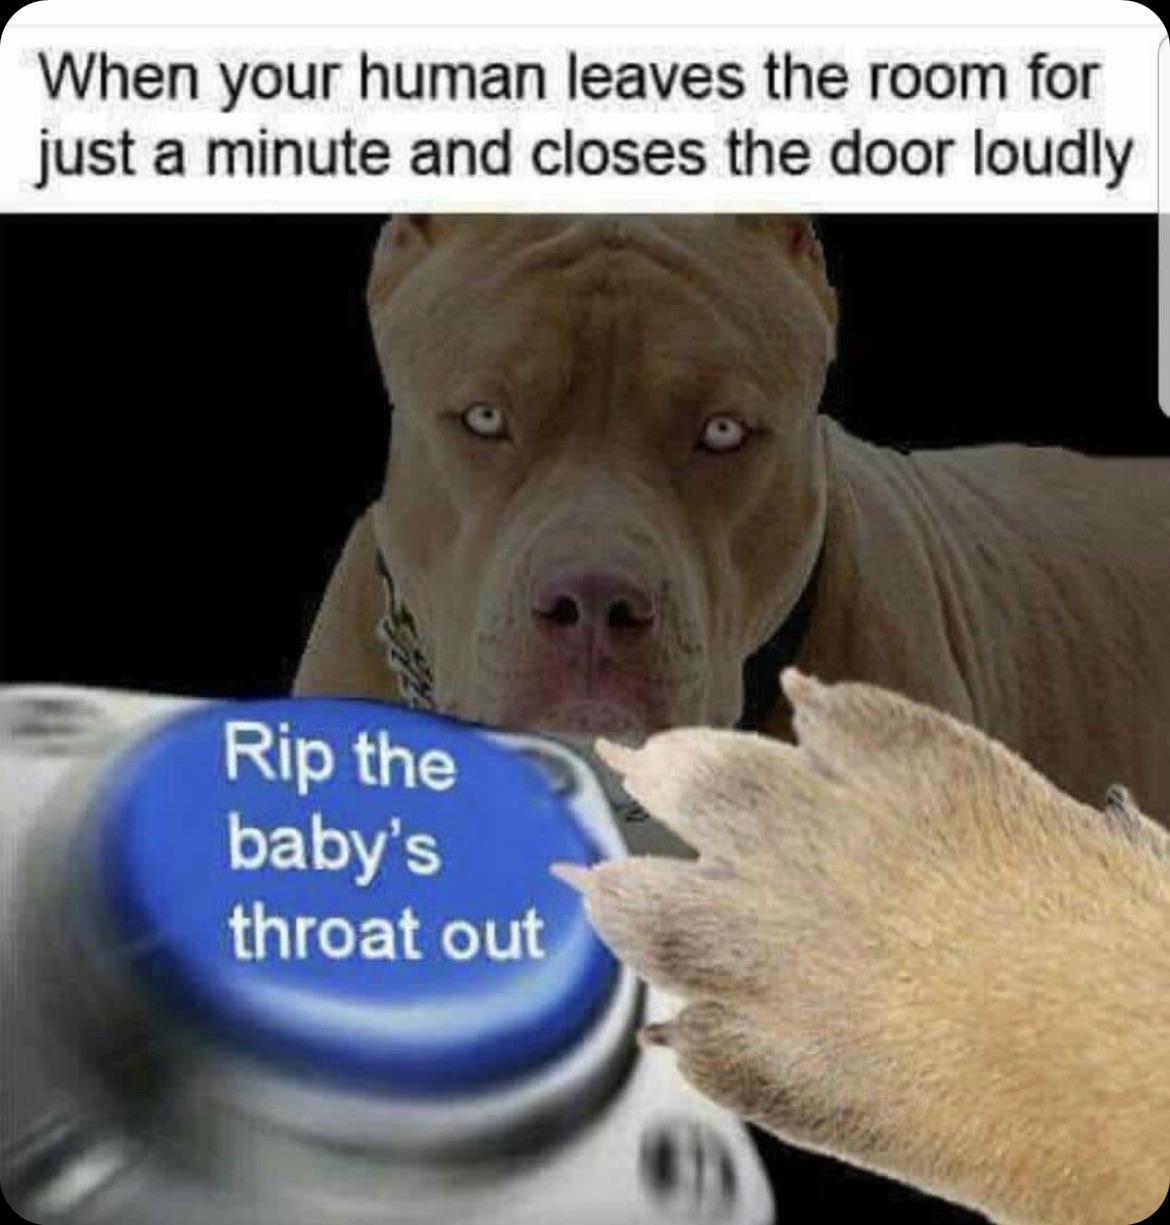 When your human leaves the room for
just a minute and closes the door loudly
Rip the
baby's
throat out